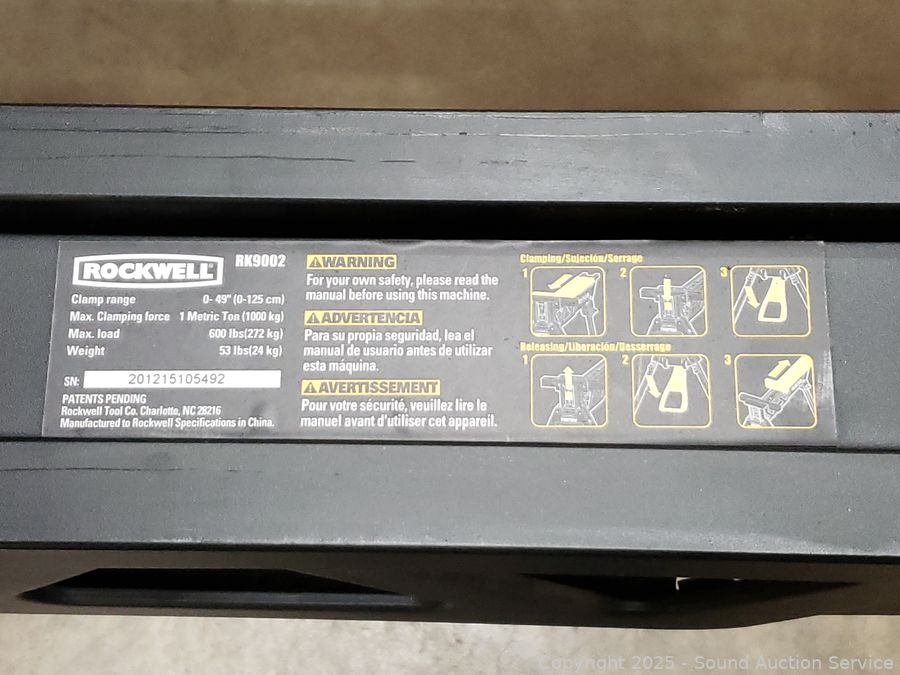 ROCKWELL RK9002
Clamp range 0- 49" (0-125 cm)
Max. Clamping force 1 Metric Ton (1000 kg)
Max. load 600 lbs(272 kg)
Weight 53 lbs(24 kg)
SN: 201215105492
PATENTS PENDING
Rockwell Tool Co. Charlotte, NC 28216
Manufactured to Rockwell Specifications in China.
WARNING
For your own safety, please read the
manual before using this machine.
ADVERTENCIA
Para su propia seguridad, lea el
manual de usuario antes de utilizar
esta máquina.
AVERTISSEMENT
Pour votre sécurité, veuillez lire le
manuel avant d'utiliser cet appareil.
Clamping/Sujeción/Serrage
1 2 3
Releasing/Liberación/Desserrage
1 2 3
Copyright 2025 - Sound Auction Service